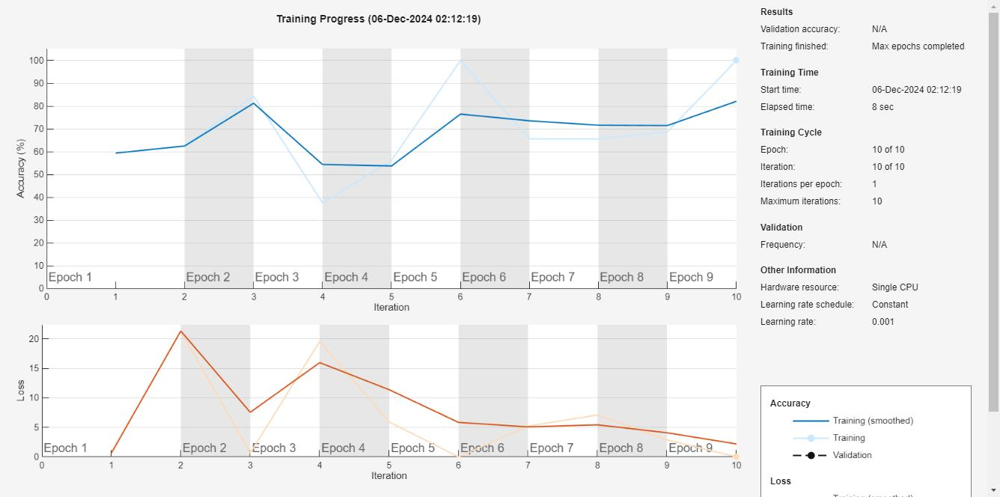 Training Progress (06-Dec-2024 02:12:19)
100
90
80
70
60
50
40
30
20
10
0
Accuracy (%)
Epoch 1
Epoch 2
Epoch 3
Epoch 4
Epoch 5
Epoch 6
Epoch 7
Epoch 8
Epoch 9
0 1 2 3 4 5 6 7 8 9 10
Iteration
20
15
10
5
0
Loss
Epoch 1
Epoch 2
Epoch 3
Epoch 4
Epoch 5
Epoch 6
Epoch 7
Epoch 8
Epoch 9
0 1 2 3 4 5 6 7 8 9 10
Iteration
Results
Validation accuracy: N/A
Training finished: Max epochs completed
Training Time
Start time: 06-Dec-2024 02:12:19
Elapsed time: 8 sec
Training Cycle
Epoch: 10 of 10
Iteration: 10 of 10
Iterations per epoch: 1
Maximum iterations: 10
Validation
Frequency: N/A
Other Information
Hardware resource: Single CPU
Learning rate schedule: Constant
Learning rate: 0.001
Accuracy
Training (smoothed)
Training
Validation
Loss